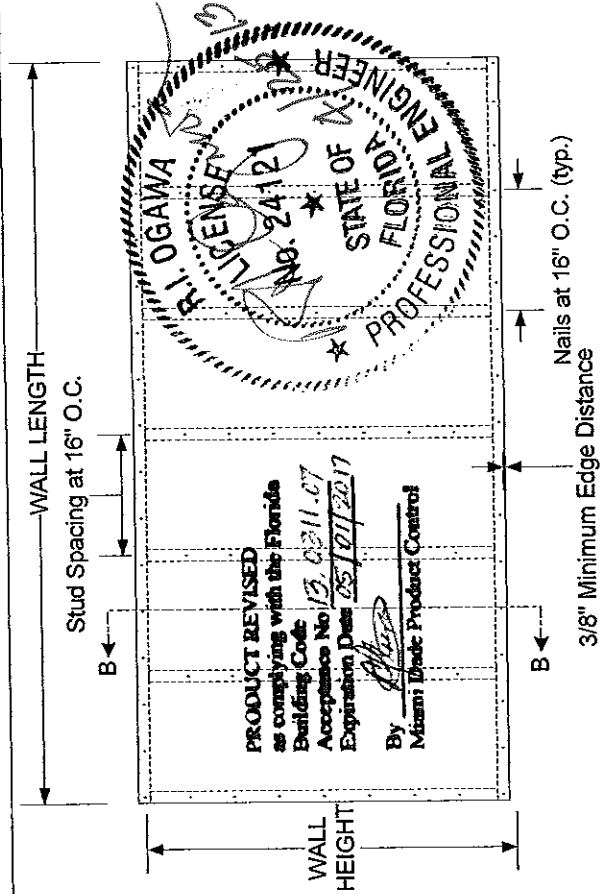 WALL LENGTH
Stud Spacing at 16" O.C.
B
B
WALL
HEIGHT
PRODUCT REVISED
as complying with the Florida
Building Code
Acceptance No 13.0311.07
Expiration Date 05/01/2017
By
Miami Dade Product Control
R.I. OGAWA
LICENSE
No. 24121
STATE OF
FLORIDA
PROFESSIONAL ENGINEER
Nails at 16" O.C. (typ.)
3/8" Minimum Edge Distance